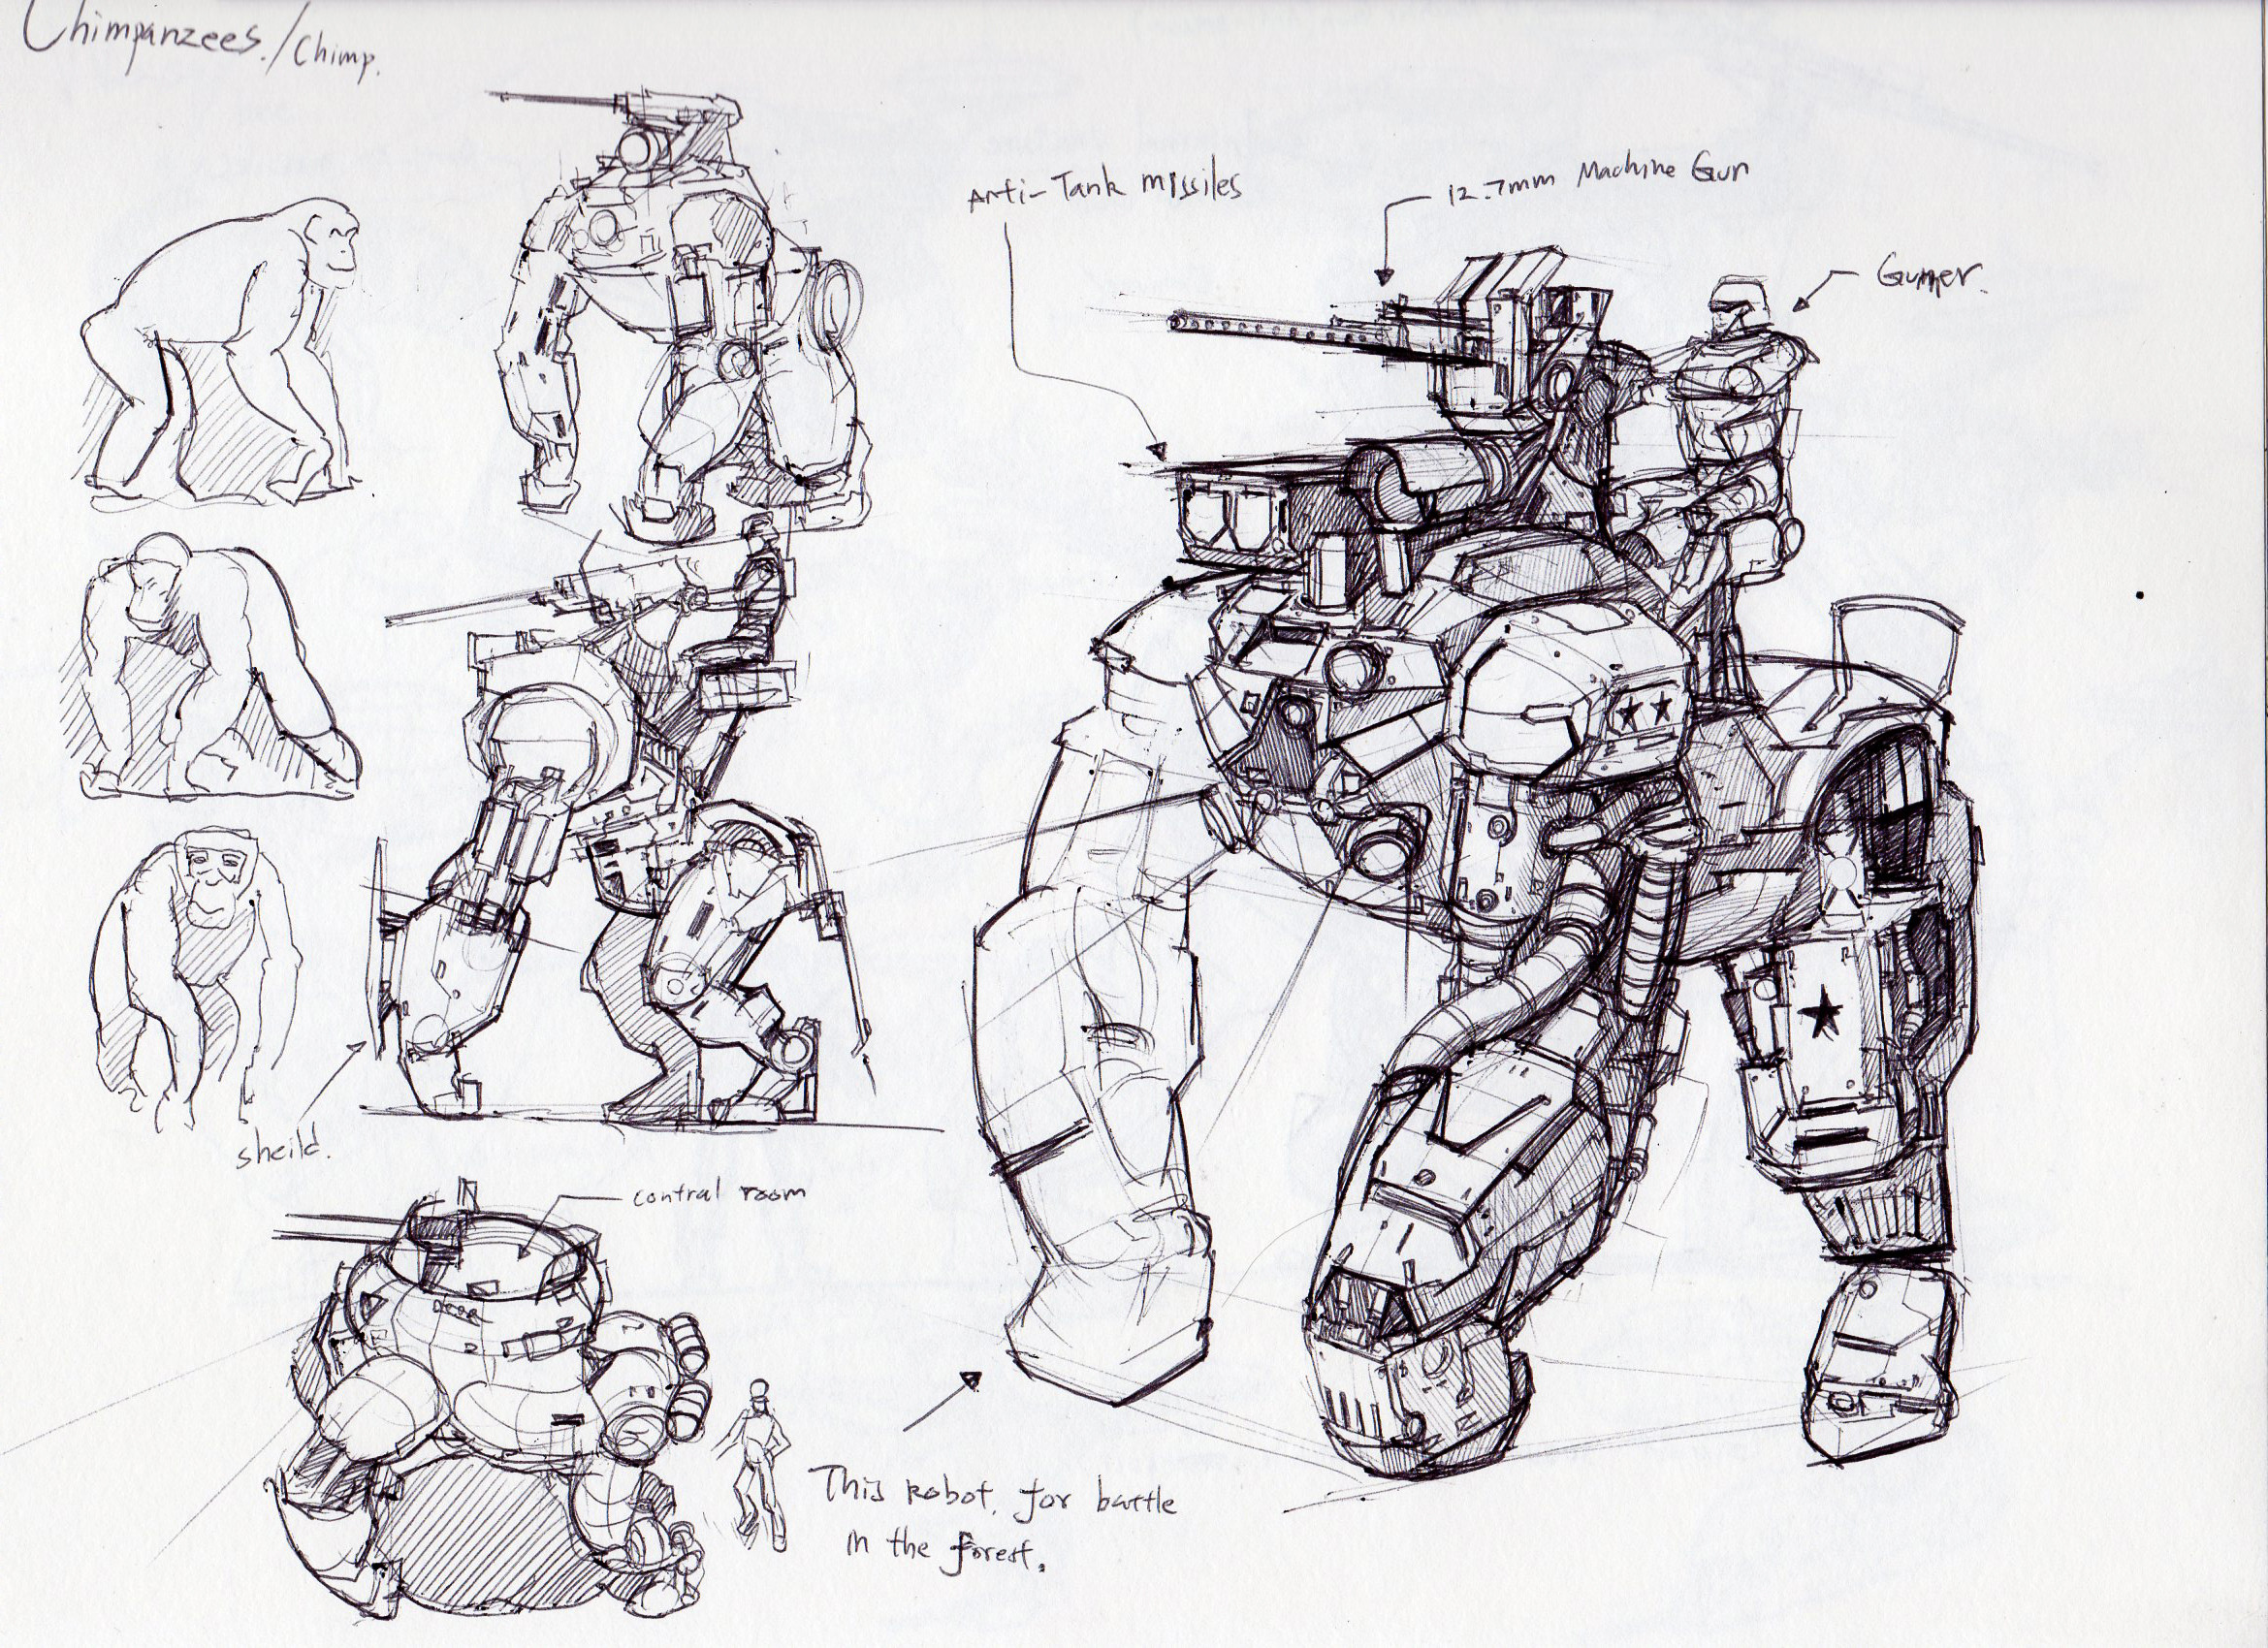 Chimpanzees./Chimp.
Anti-Tank missiles
12.7mm Machine Gun
Gunner.
sheild.
contral room
This Robot, for battle
in the forest.